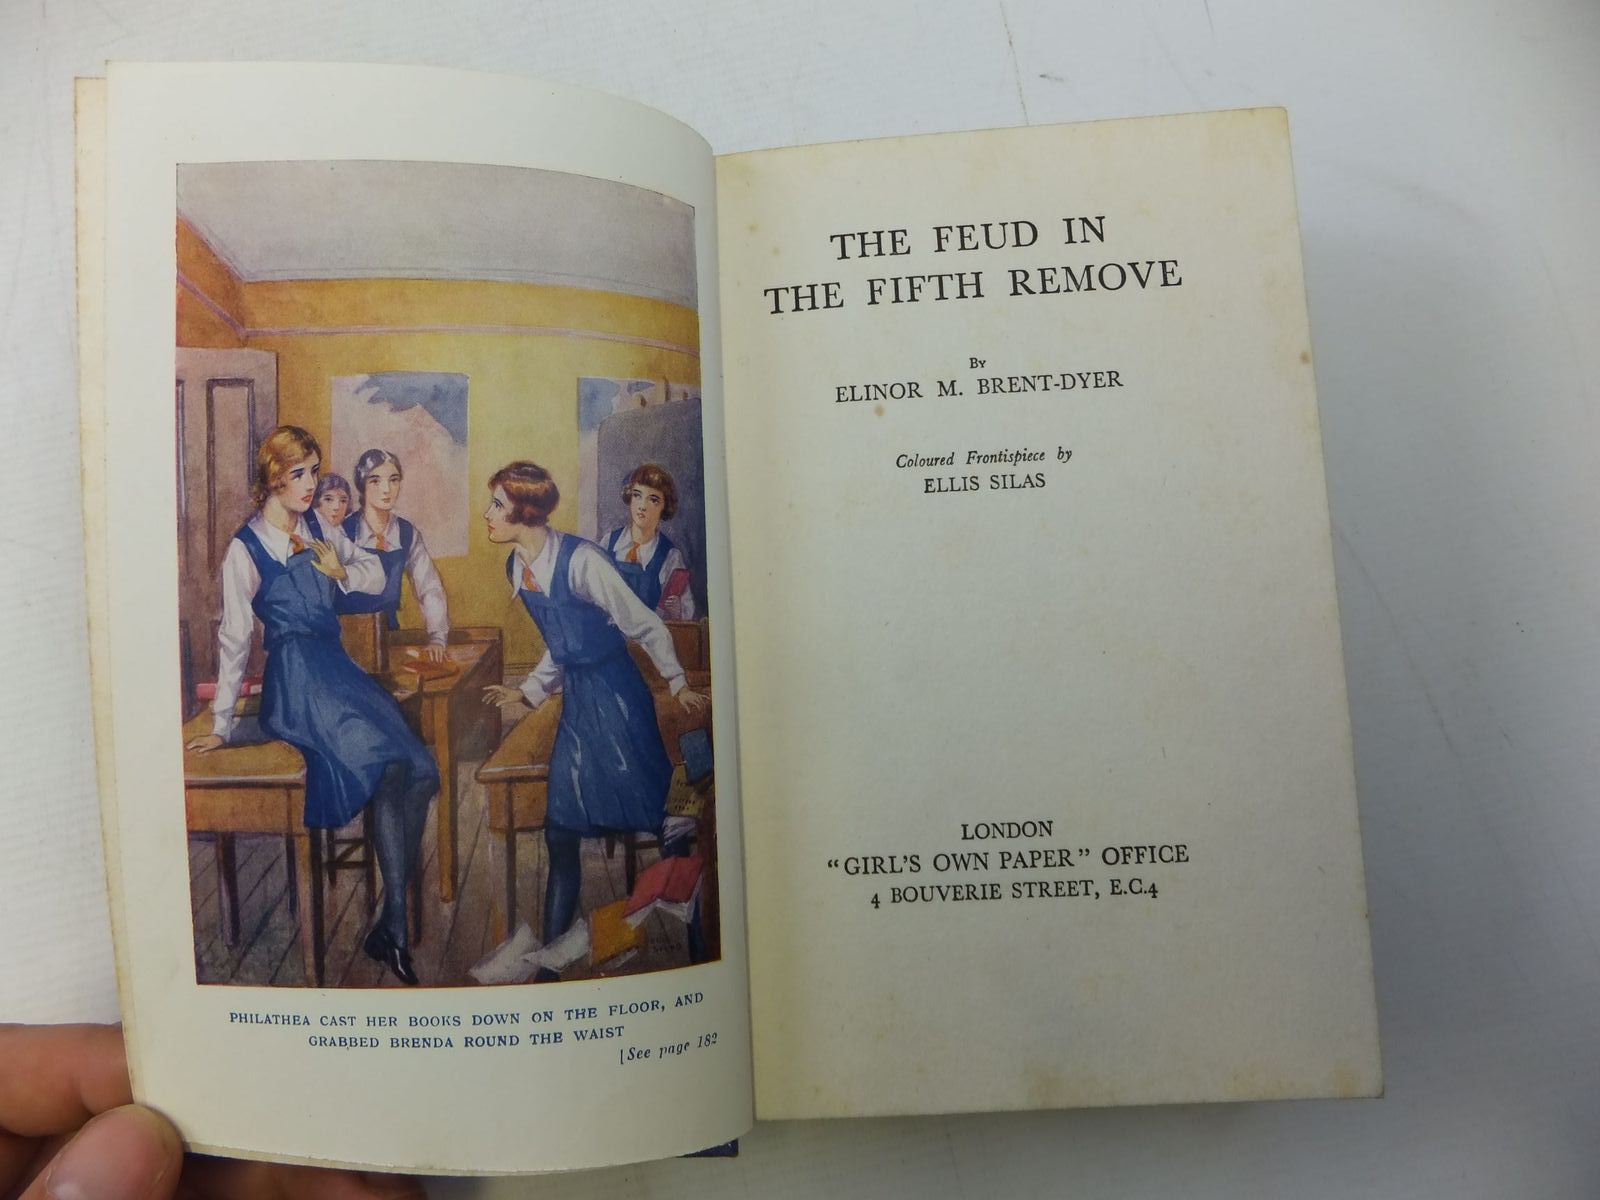 PHILATHEA CAST HER BOOKS DOWN ON THE FLOOR, AND
GRABBED BRENDA ROUND THE WAIST
[See page 182
THE FEUD IN
THE FIFTH REMOVE
By
ELINOR M. BRENT-DYER
Coloured Frontispiece by
ELLIS SILAS
LONDON
"GIRL'S OWN PAPER" OFFICE
4 BOUVERIE STREET, E.C.4